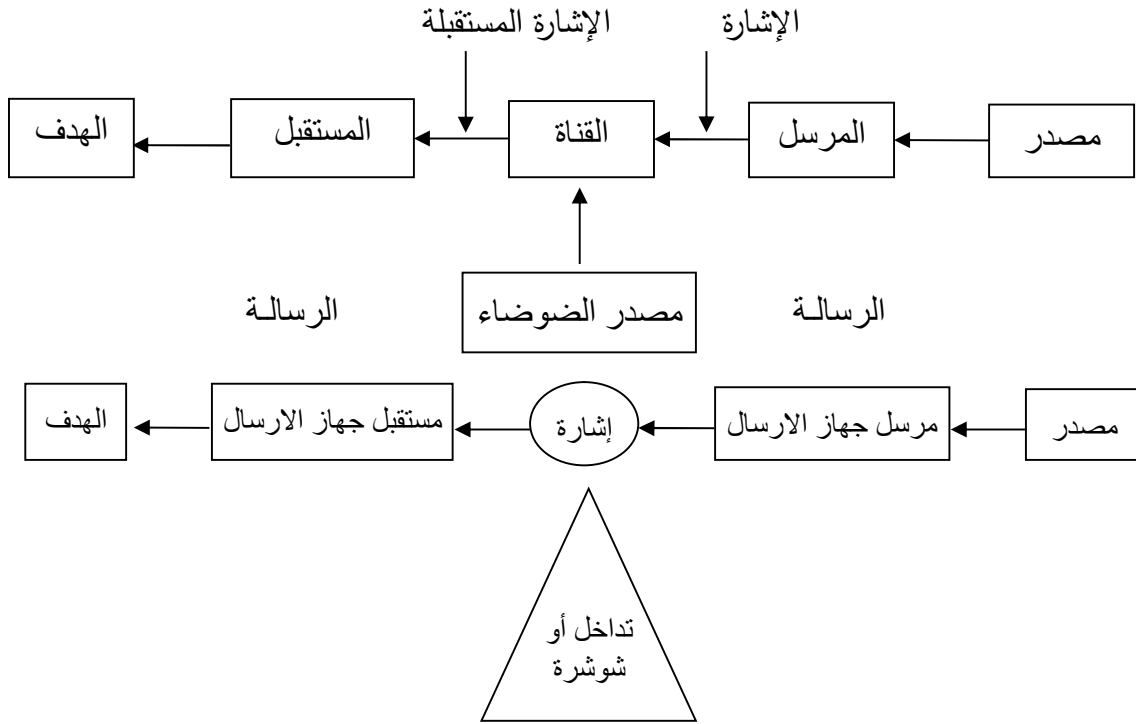 الإشارة
الإشارة المستقبلة
مصدر
المرسل
القناة
المستقبل
الهدف
مصدر الضوضاء
الرسالـة
الرسالـة
مصدر
مرسل جهاز الارسال
إشارة
مستقبل جهاز الارسال
الهدف
تداخل أو
شوشرة